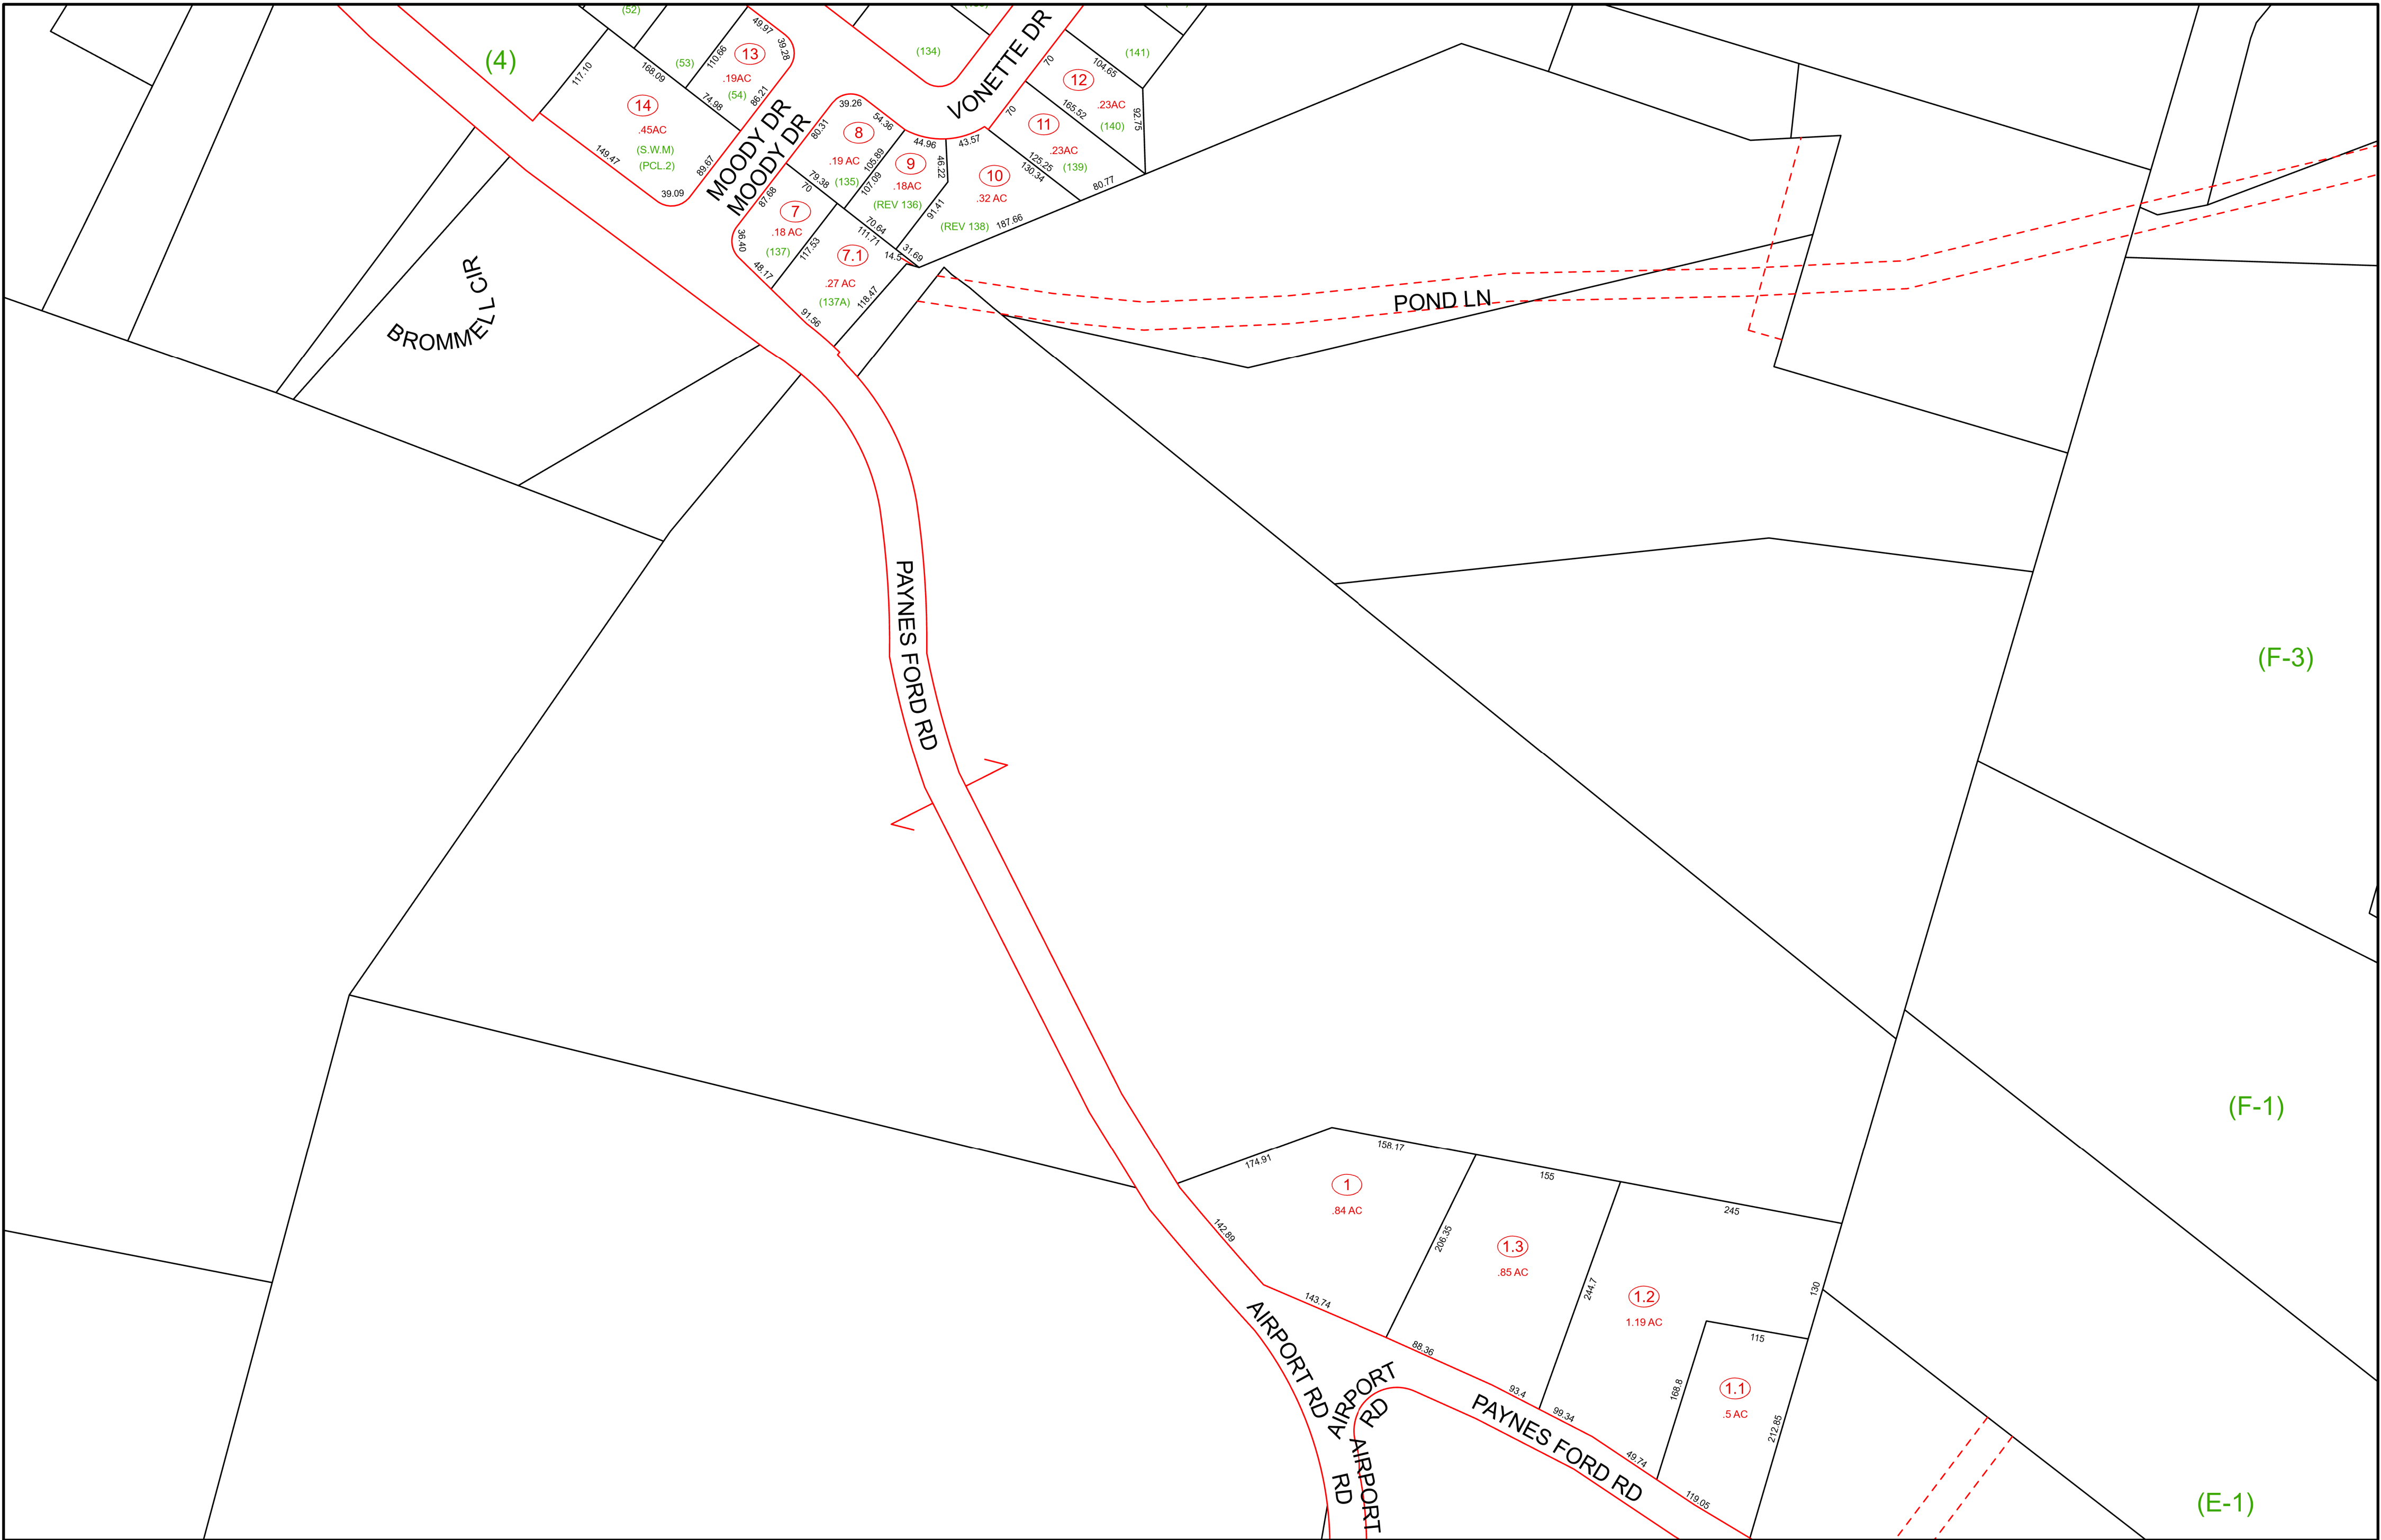 (52)
(4)
117.10
168.09
(53)
110.66
49.97
13
39.28
.19AC
(54)
86.21
74.98
14
.45AC
(S.W.M)
(PCL.2)
149.47
39.09
89.67
MOODY DR
MOODY DR
(134)
VONETTE DR
(141)
104.65
70
12
.23AC
(140)
92.75
165.52
70
11
.23AC
(139)
125.25
130.34
80.77
39.26
54.36
80.31
8
.19 AC
(135)
105.89
107.09
44.96
43.57
46.22
9
.18AC
(REV 136)
91.41
10
.32 AC
(REV 138)
187.66
79.38
70
87.68
7
.18 AC
(137)
36.40
48.17
117.53
70.64
111.71
31.69
14.5
7.1
.27 AC
(137A)
118.47
91.56
BROMMELL CIR
POND LN
PAYNES FORD RD
(F-3)
(F-1)
174.91
158.17
1
.84 AC
142.89
143.74
206.35
155
1.3
.85 AC
88.36
93.4
244.7
245
1.2
1.19 AC
130
115
99.34
49.74
168.8
1.1
.5 AC
212.85
119.05
AIRPORT RD
AIRPORT
RD
AIRPORT
RD
PAYNES FORD RD
(E-1)